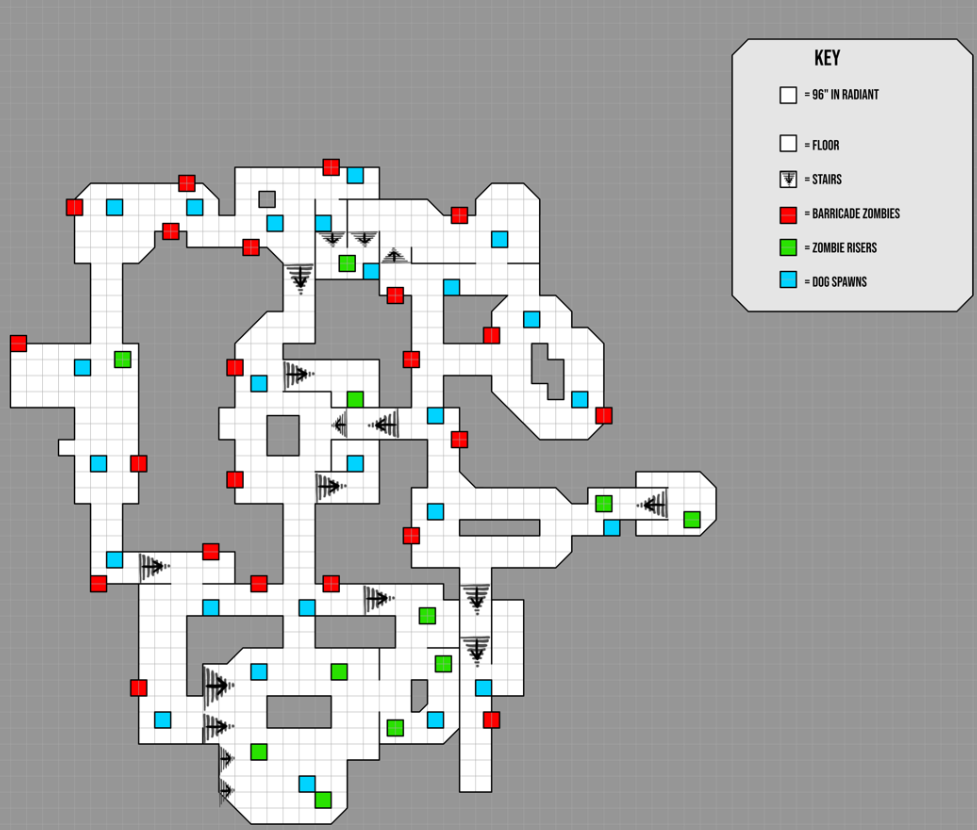 KEY
= 96" IN RADIANT
= FLOOR
= STAIRS
= BARRICADE ZOMBIES
= ZOMBIE RISERS
= DOG SPAWNS